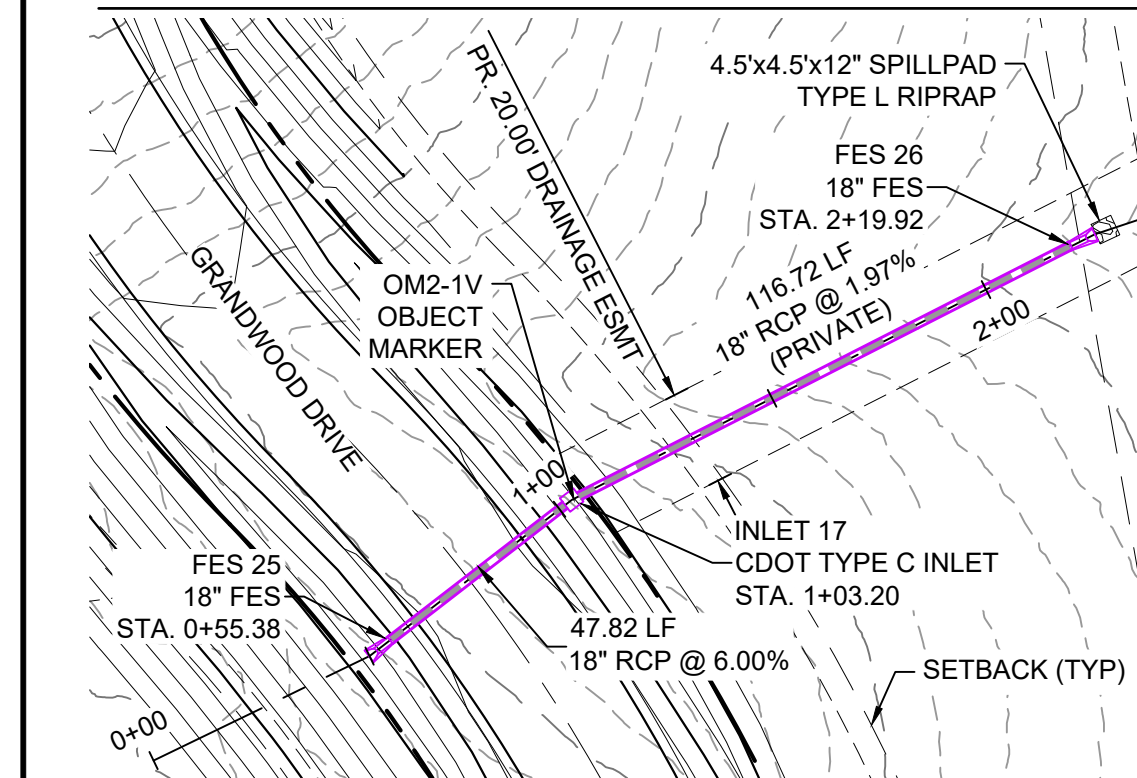 4.5'x4.5'x12" SPILLPAD
TYPE L RIPRAP
PR. 20.00' DRAINAGE ESMT
FES 26
18" FES
STA. 2+19.92
116.72 LF
18" RCP @ 1.97%
(PRIVATE)
2+00
GRANDWOOD DRIVE
OM2-1V
OBJECT
MARKER
1+00
INLET 17
CDOT TYPE C INLET
STA. 1+03.20
FES 25
18" FES
STA. 0+55.38
47.82 LF
18" RCP @ 6.00%
SETBACK (TYP)
0+00